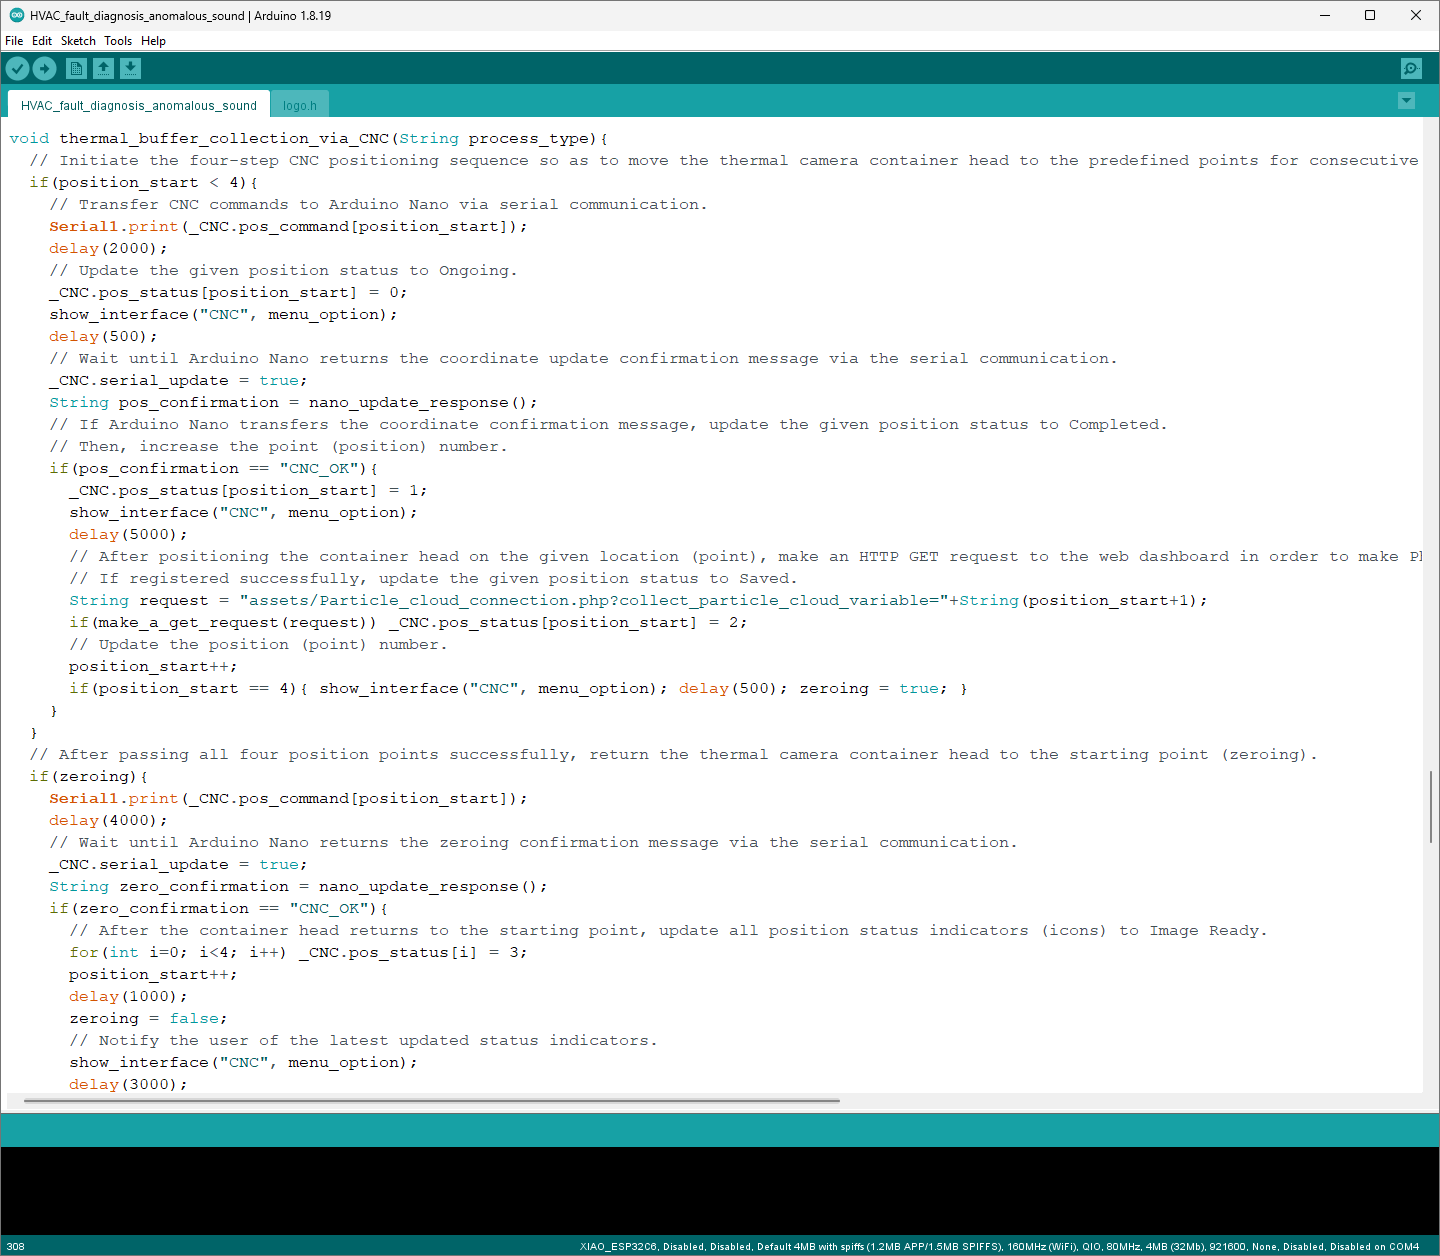 HVAC_fault_diagnosis_anomalous_sound | Arduino 1.8.19
File Edit Sketch Tools Help
HVAC_fault_diagnosis_anomalous_sound logo.h
void thermal_buffer_collection_via_CNC(String process_type){
// Initiate the four-step CNC positioning sequence so as to move the thermal camera container head to the predefined points for consecutive
if(position_start < 4){
// Transfer CNC commands to Arduino Nano via serial communication.
Serial1.print(_CNC.pos_command[position_start]);
delay(2000);
// Update the given position status to Ongoing.
_CNC.pos_status[position_start] = 0;
show_interface("CNC", menu_option);
delay(500);
// Wait until Arduino Nano returns the coordinate update confirmation message via the serial communication.
_CNC.serial_update = true;
String pos_confirmation = nano_update_response();
// If Arduino Nano transfers the coordinate confirmation message, update the given position status to Completed.
// Then, increase the point (position) number.
if(pos_confirmation == "CNC_OK"){
_CNC.pos_status[position_start] = 1;
show_interface("CNC", menu_option);
delay(5000);
// After positioning the container head on the given location (point), make an HTTP GET request to the web dashboard in order to make
// If registered successfully, update the given position status to Saved.
String request = "assets/Particle_cloud_connection.php?collect_particle_cloud_variable="+String(position_start+1);
if(make_a_get_request(request)) _CNC.pos_status[position_start] = 2;
// Update the position (point) number.
position_start++;
if(position_start == 4){ show_interface("CNC", menu_option); delay(500); zeroing = true; }
}
}
// After passing all four position points successfully, return the thermal camera container head to the starting point (zeroing).
if(zeroing){
Serial1.print(_CNC.pos_command[position_start]);
delay(4000);
// Wait until Arduino Nano returns the zeroing confirmation message via the serial communication.
_CNC.serial_update = true;
String zero_confirmation = nano_update_response();
if(zero_confirmation == "CNC_OK"){
// After the container head returns to the starting point, update all position status indicators (icons) to Image Ready.
for(int i=0; i<4; i++) _CNC.pos_status[i] = 3;
position_start++;
delay(1000);
zeroing = false;
// Notify the user of the latest updated status indicators.
show_interface("CNC", menu_option);
delay(3000);
308 XIAO_ESP32C6, Disabled, Disabled, Default 4MB with spiffs (1.2MB APP/1.5MB SPIFFS), 160MHz (WiFi), QIO, 80MHz, 4MB (32Mb), 921600, None, Disabled, Disabled on COM4